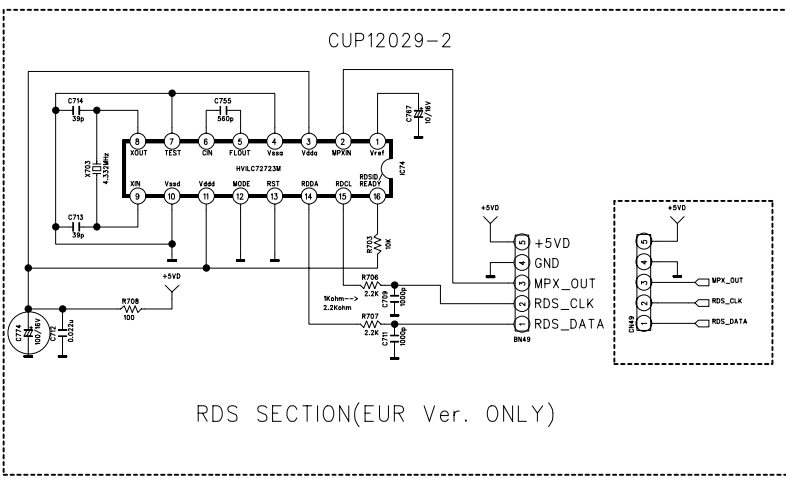 CUP12029-2
C714
39p
C755
560p
C767
10/16V
8 7 6 5 4 3 2 1
XOUT TEST CIN FLOUT Vssa Vdda MPXIN Vref
X703
4.332MHz
HVILC72723M
IC74
RDSID
READY
XIN Vssd Vddd MODE RST RDDA RDCL
9 10 11 12 13 14 15 16
C713
39p
R703
10K
+5VD
R708
100
C774
100/16V
C712
0.022u
1Kohm-->
2.2Kohm
R706
2.2K
C709
1000p
R707
2.2K
C711
1000p
+5VD
5 +5VD
4 GND
3 MPX_OUT
2 RDS_CLK
1 RDS_DATA
BN49
+5VD
5
4
3 MPX_OUT
2 RDS_CLK
1 RDS_DATA
CN49
RDS SECTION(EUR Ver. ONLY)